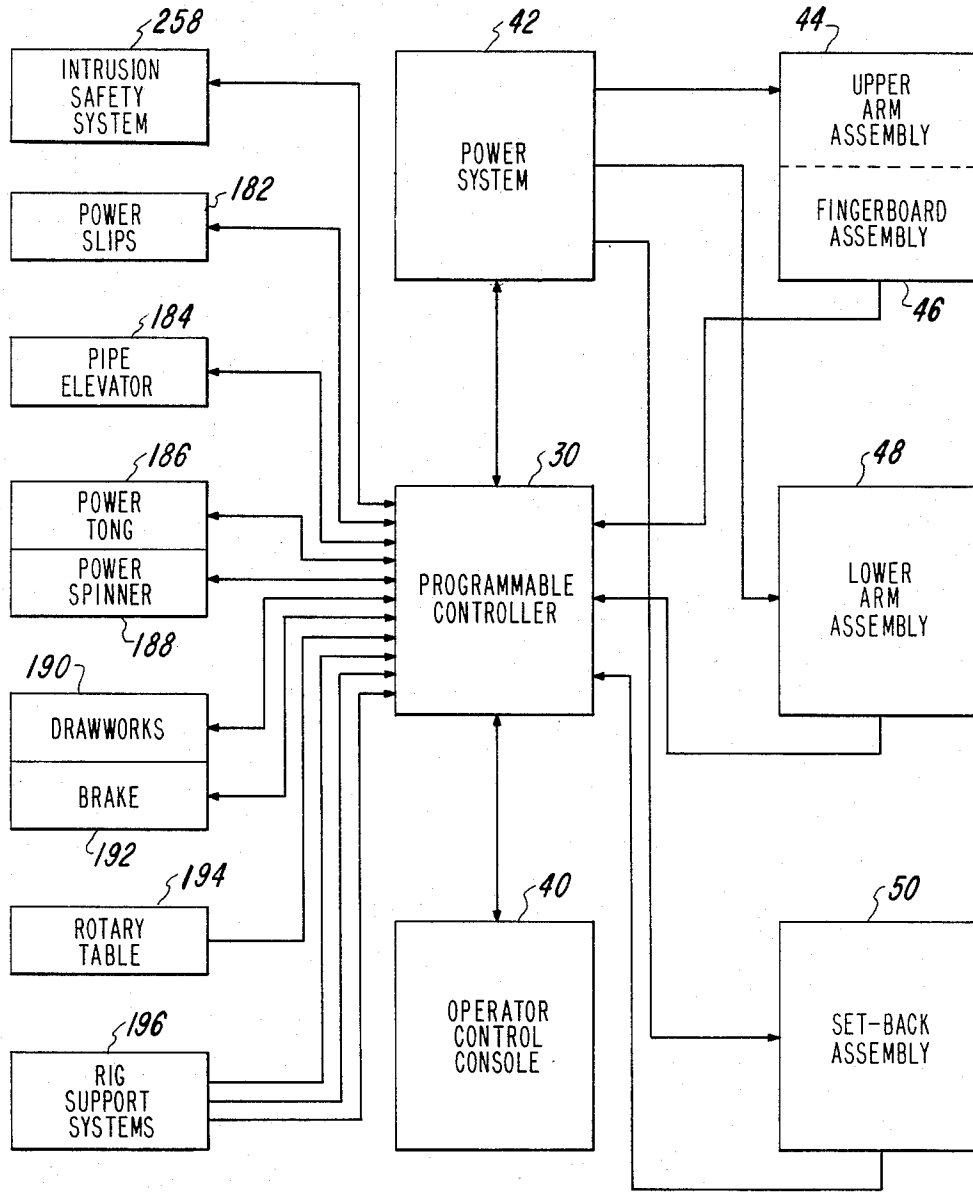 258
INTRUSION
SAFETY
SYSTEM
182
POWER
SLIPS
184
PIPE
ELEVATOR
186
POWER
TONG
POWER
SPINNER
188
190
DRAWWORKS
BRAKE
192
194
ROTARY
TABLE
196
RIG
SUPPORT
SYSTEMS
42
POWER
SYSTEM
30
PROGRAMMABLE
CONTROLLER
40
OPERATOR
CONTROL
CONSOLE
44
UPPER
ARM
ASSEMBLY
FINGERBOARD
ASSEMBLY
46
48
LOWER
ARM
ASSEMBLY
50
SET-BACK
ASSEMBLY